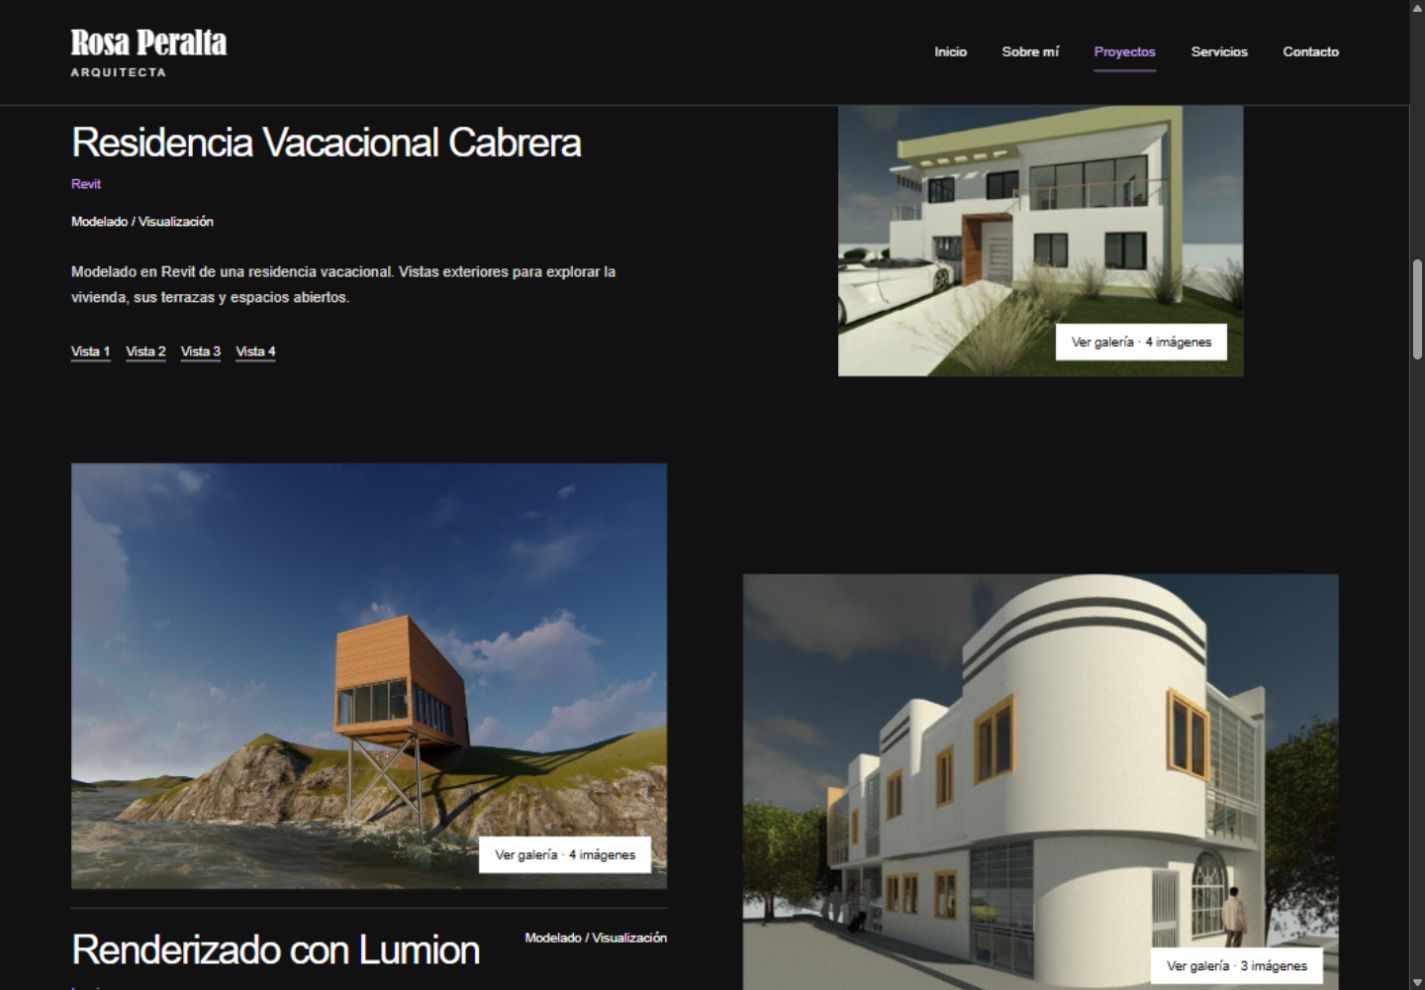 Rosa Peralta
ARQUITECTA
Inicio
Sobre mí
Proyectos
Servicios
Contacto
Residencia Vacacional Cabrera
Revit
Modelado / Visualización
Modelado en Revit de una residencia vacacional. Vistas exteriores para explorar la
vivienda, sus terrazas y espacios abiertos.
Vista 1
Vista 2
Vista 3
Vista 4
Ver galería · 4 imágenes
Ver galería · 4 imágenes
Renderizado con Lumion
Modelado / Visualización
Ver galería · 3 imágenes